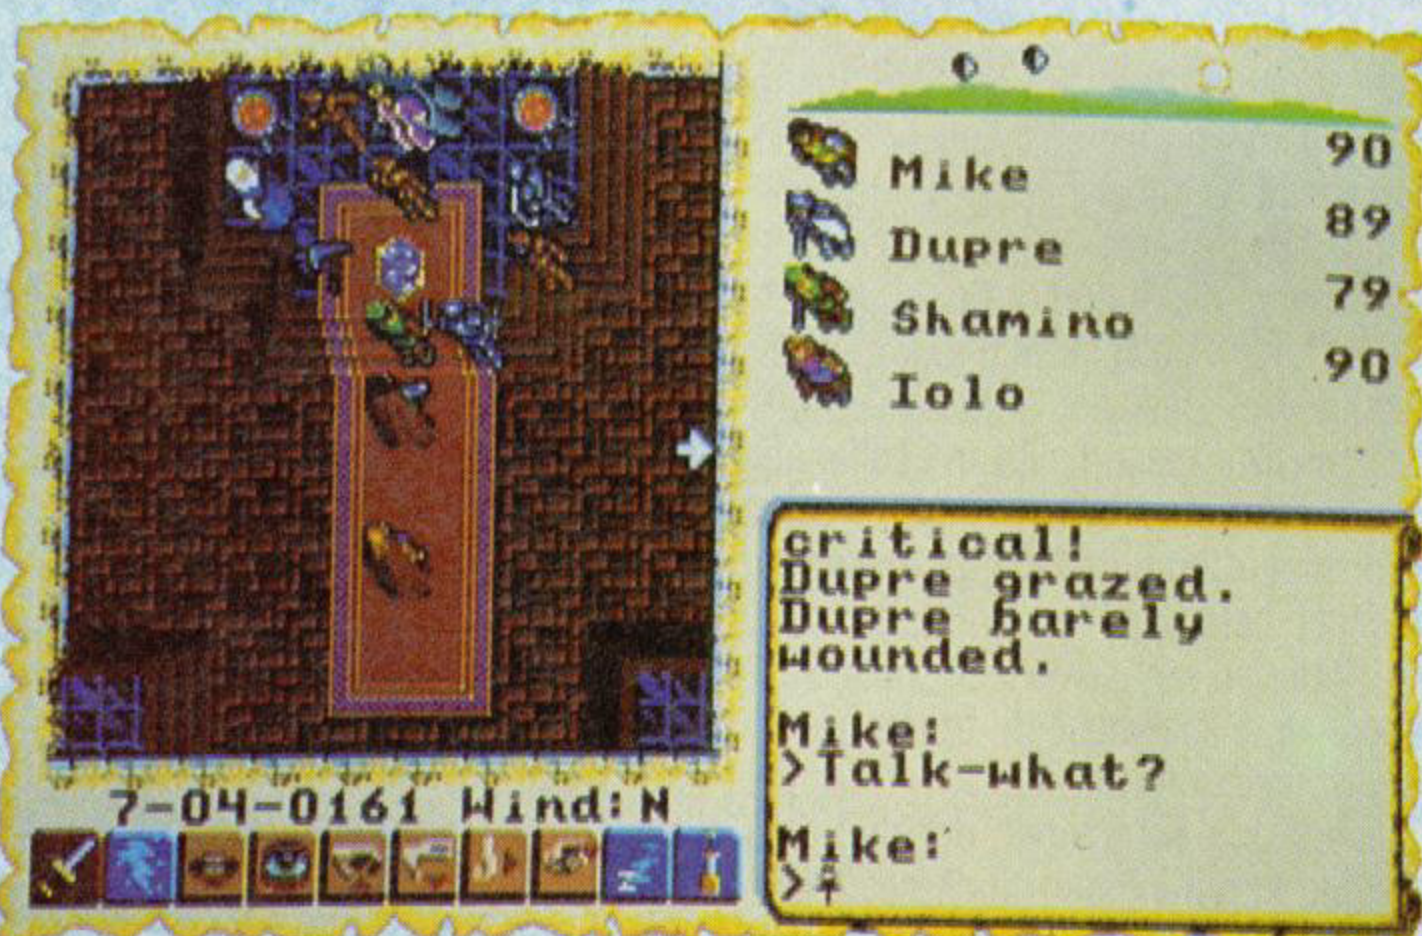 90
Mike
89
Dupre
79
Shamino
90
Iolo
critical!
Dupre grazed.
Dupre barely
wounded.
Mike:
>Talk-what?
Mike:
>
7-04-0161 Wind:N